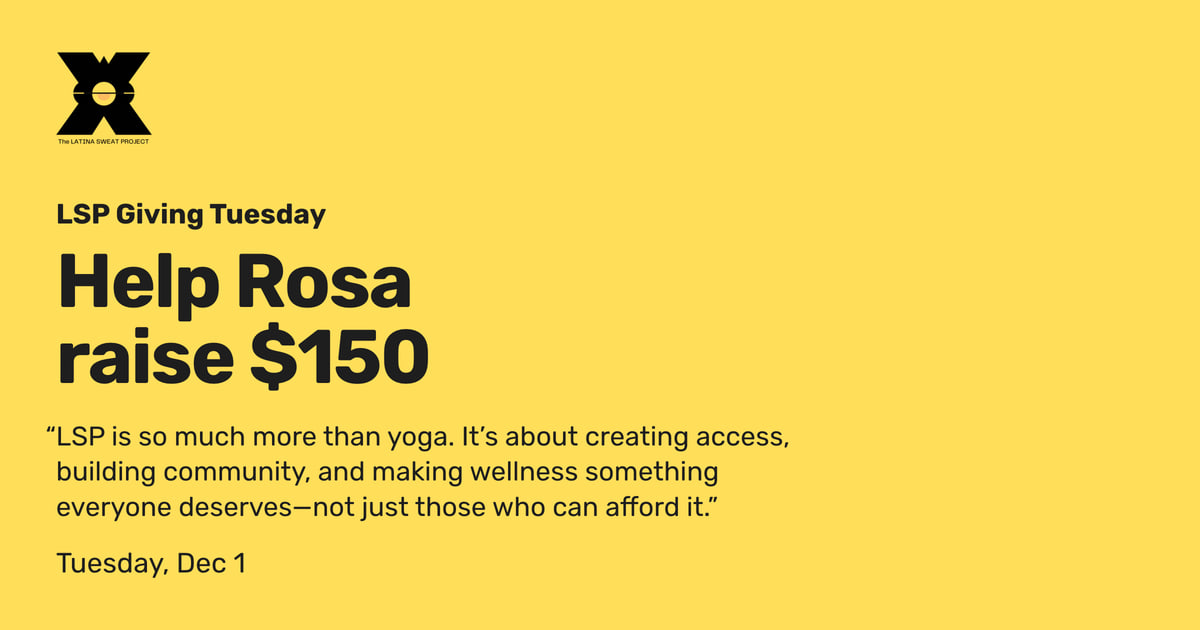 The LATINA SWEAT PROJECT
LSP Giving Tuesday
Help Rosa
raise $150
“LSP is so much more than yoga. It’s about creating access,
building community, and making wellness something
everyone deserves—not just those who can afford it.”
Tuesday, Dec 1